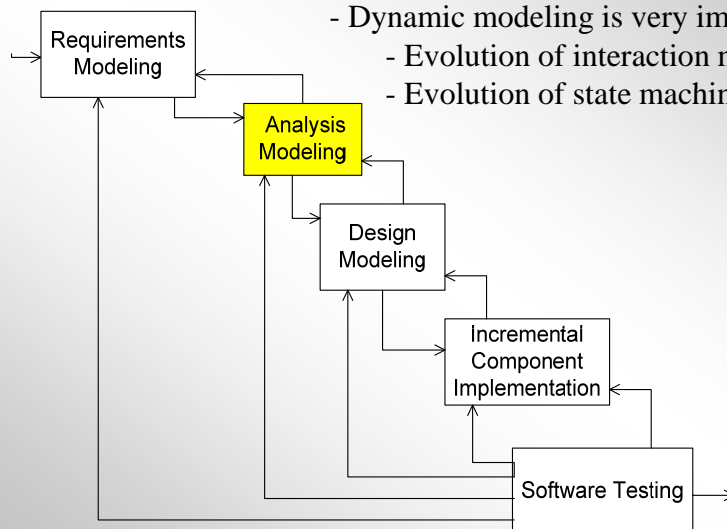 - Dynamic modeling is very im
- Evolution of interaction
- Evolution of state machin
Requirements
Modeling
Analysis
Modeling
Design
Modeling
Incremental
Component
Implementation
Software Testing